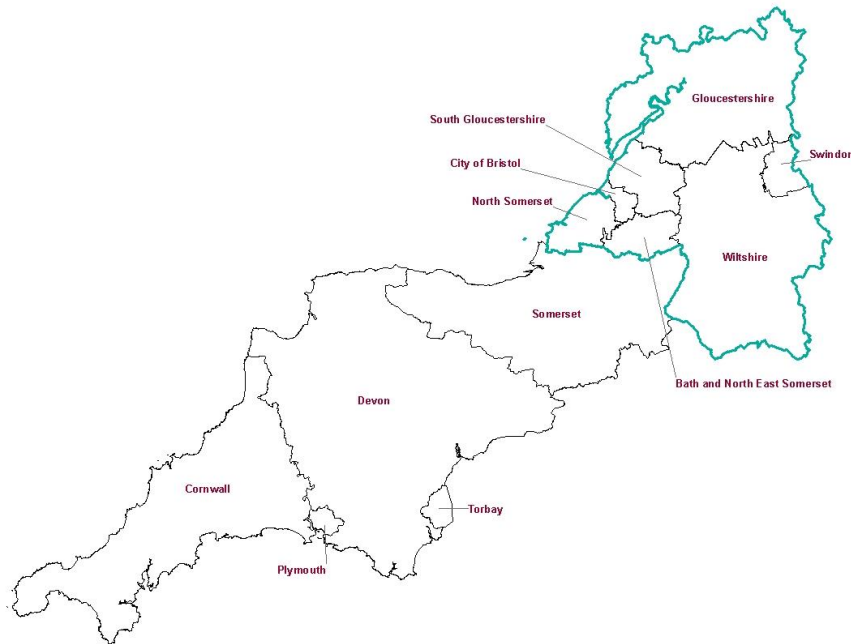 Gloucestershire
South Gloucestershire
Swindon
City of Bristol
North Somerset
Wiltshire
Somerset
Bath and North East Somerset
Devon
Cornwall
Torbay
Plymouth